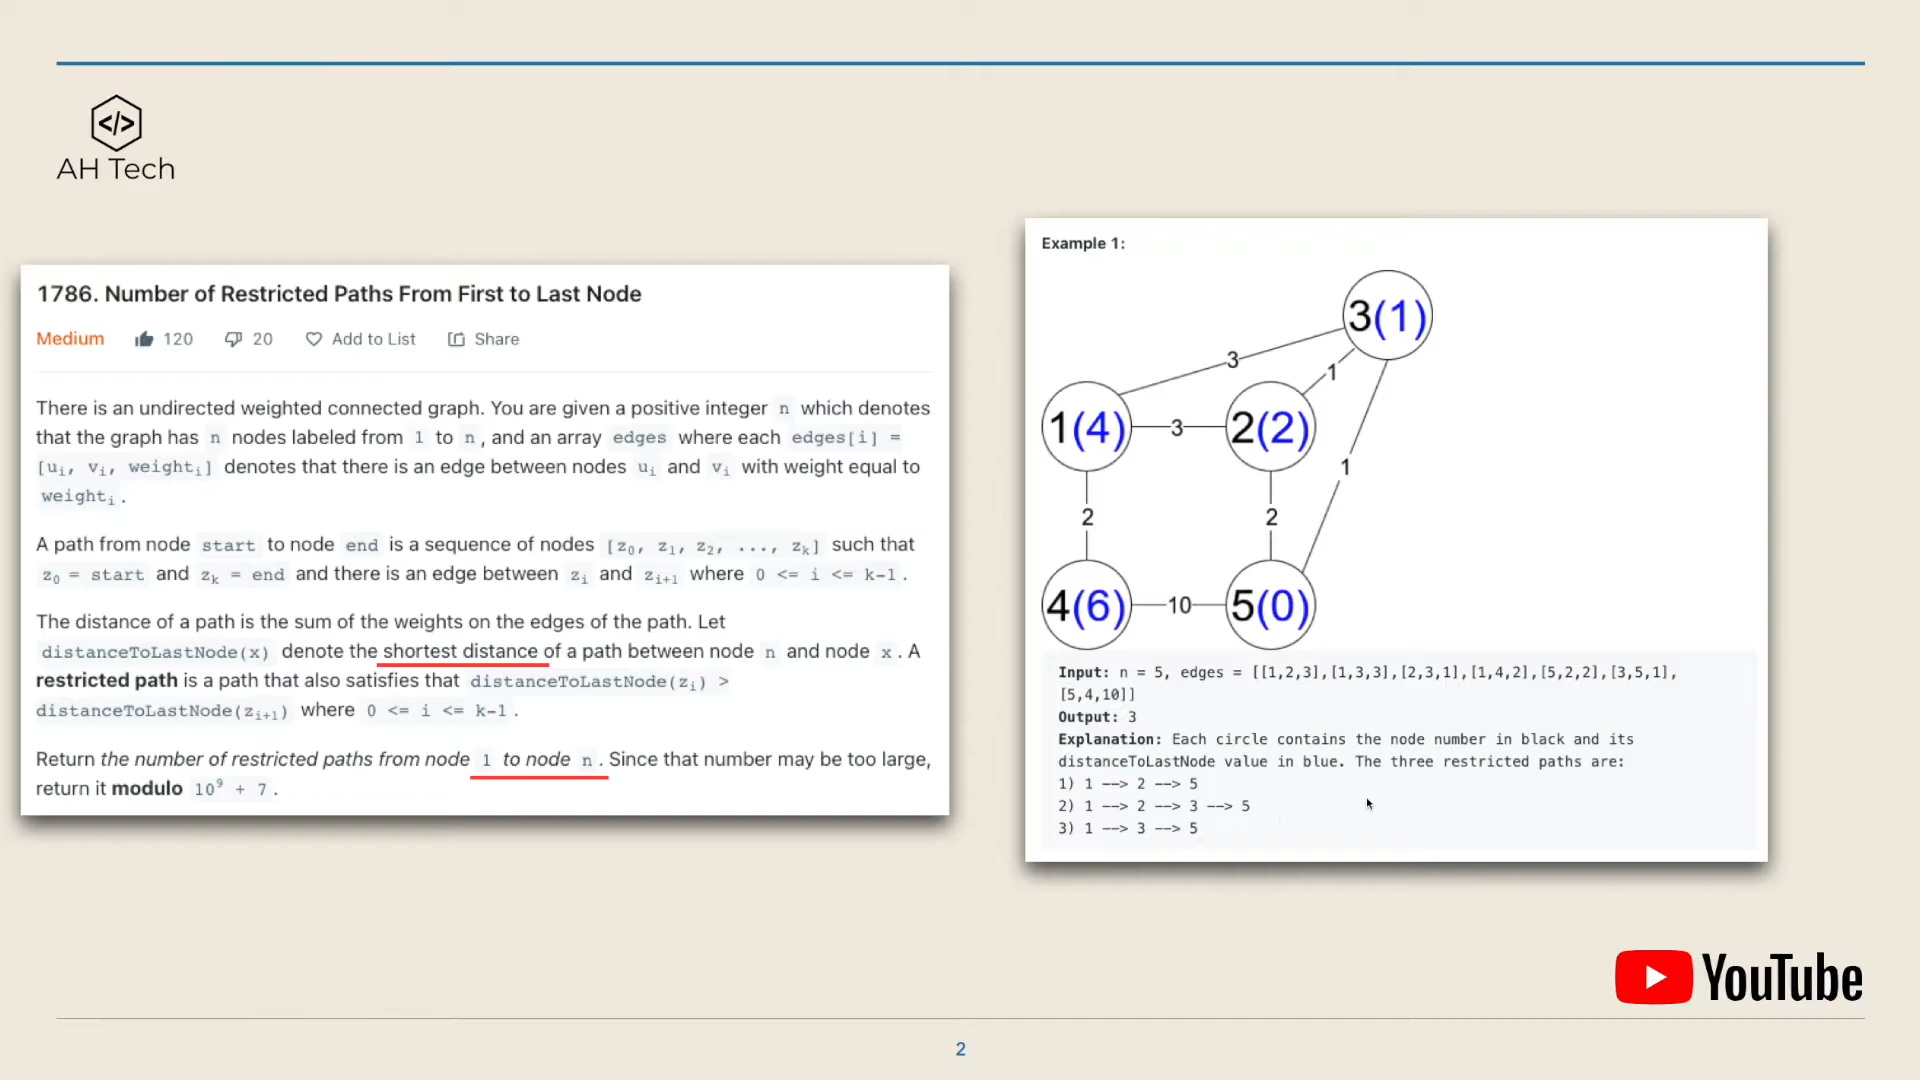 </>
AH Tech
1786. Number of Restricted Paths From First to Last Node
Medium 120 20 Add to List Share
There is an undirected weighted connected graph. You are given a positive integer n which denotes
that the graph has n nodes labeled from 1 to n, and an array edges where each edges[i] =
[uᵢ, vᵢ, weightᵢ] denotes that there is an edge between nodes uᵢ and vᵢ with weight equal to
weightᵢ.
A path from node start to node end is a sequence of nodes [z₀, z₁, z₂, ..., zₖ] such that
z₀ = start and zₖ = end and there is an edge between zᵢ and zᵢ₊₁ where 0 <= i <= k-1.
The distance of a path is the sum of the weights on the edges of the path. Let
distanceToLastNode(x) denote the shortest distance of a path between node n and node x. A
restricted path is a path that also satisfies that distanceToLastNode(zᵢ) >
distanceToLastNode(zᵢ₊₁) where 0 <= i <= k-1.
Return the number of restricted paths from node 1 to node n. Since that number may be too large,
return it modulo 10⁹ + 7.
Example 1:
3(1)
3
1
1(4) 3 2(2)
1
2 2
4(6) 10 5(0)
Input: n = 5, edges = [[1,2,3],[1,3,3],[2,3,1],[1,4,2],[5,2,2],[3,5,1],
[5,4,10]]
Output: 3
Explanation: Each circle contains the node number in black and its
distanceToLastNode value in blue. The three restricted paths are:
1) 1 --> 2 --> 5
2) 1 --> 2 --> 3 --> 5
3) 1 --> 3 --> 5
YouTube
2